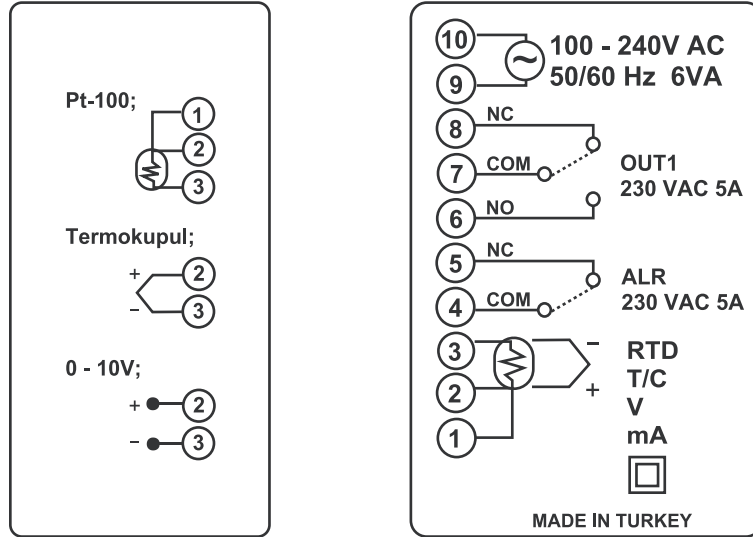 Pt-100;
1
2
3
Termokupul;
+ 2
− 3
0 - 10V;
+ 2
− 3
10
9
100 - 240V AC
50/60 Hz 6VA
8 NC
7 COM
6 NO
OUT1
230 VAC 5A
5 NC
4 COM
ALR
230 VAC 5A
3
2
1
−
+
RTD
T/C
V
mA
MADE IN TURKEY